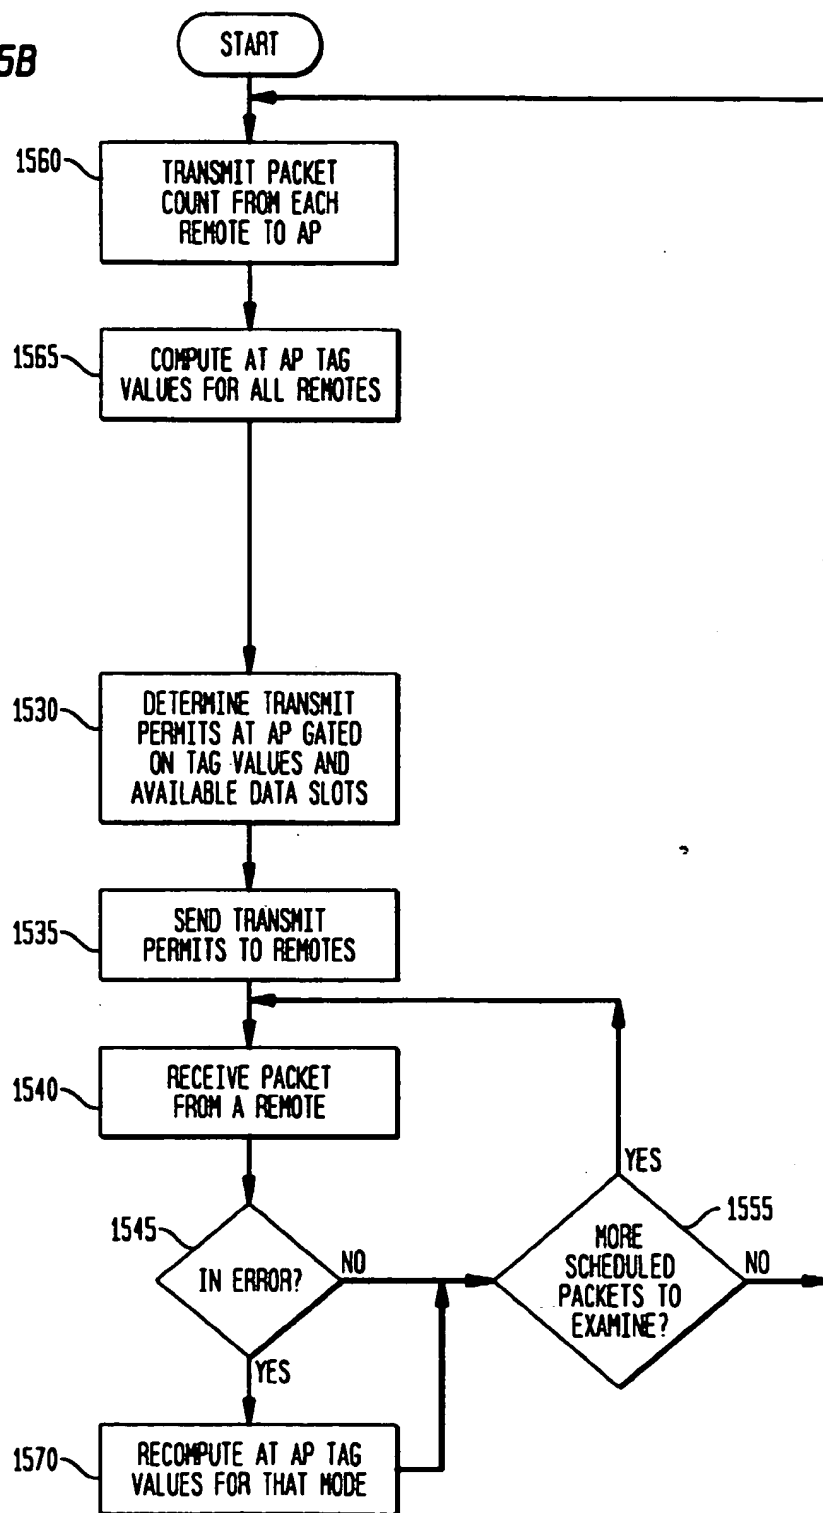 5B
START
1560
TRANSMIT PACKET
COUNT FROM EACH
REMOTE TO AP
1565
COMPUTE AT AP TAG
VALUES FOR ALL REMOTES
1530
DETERMINE TRANSMIT
PERMITS AT AP GATED
ON TAG VALUES AND
AVAILABLE DATA SLOTS
1535
SEND TRANSMIT
PERMITS TO REMOTES
1540
RECEIVE PACKET
FROM A REMOTE
YES
1545
IN ERROR?
NO
1555
MORE
SCHEDULED
PACKETS TO
EXAMINE?
NO
YES
1570
RECOMPUTE AT AP TAG
VALUES FOR THAT MODE